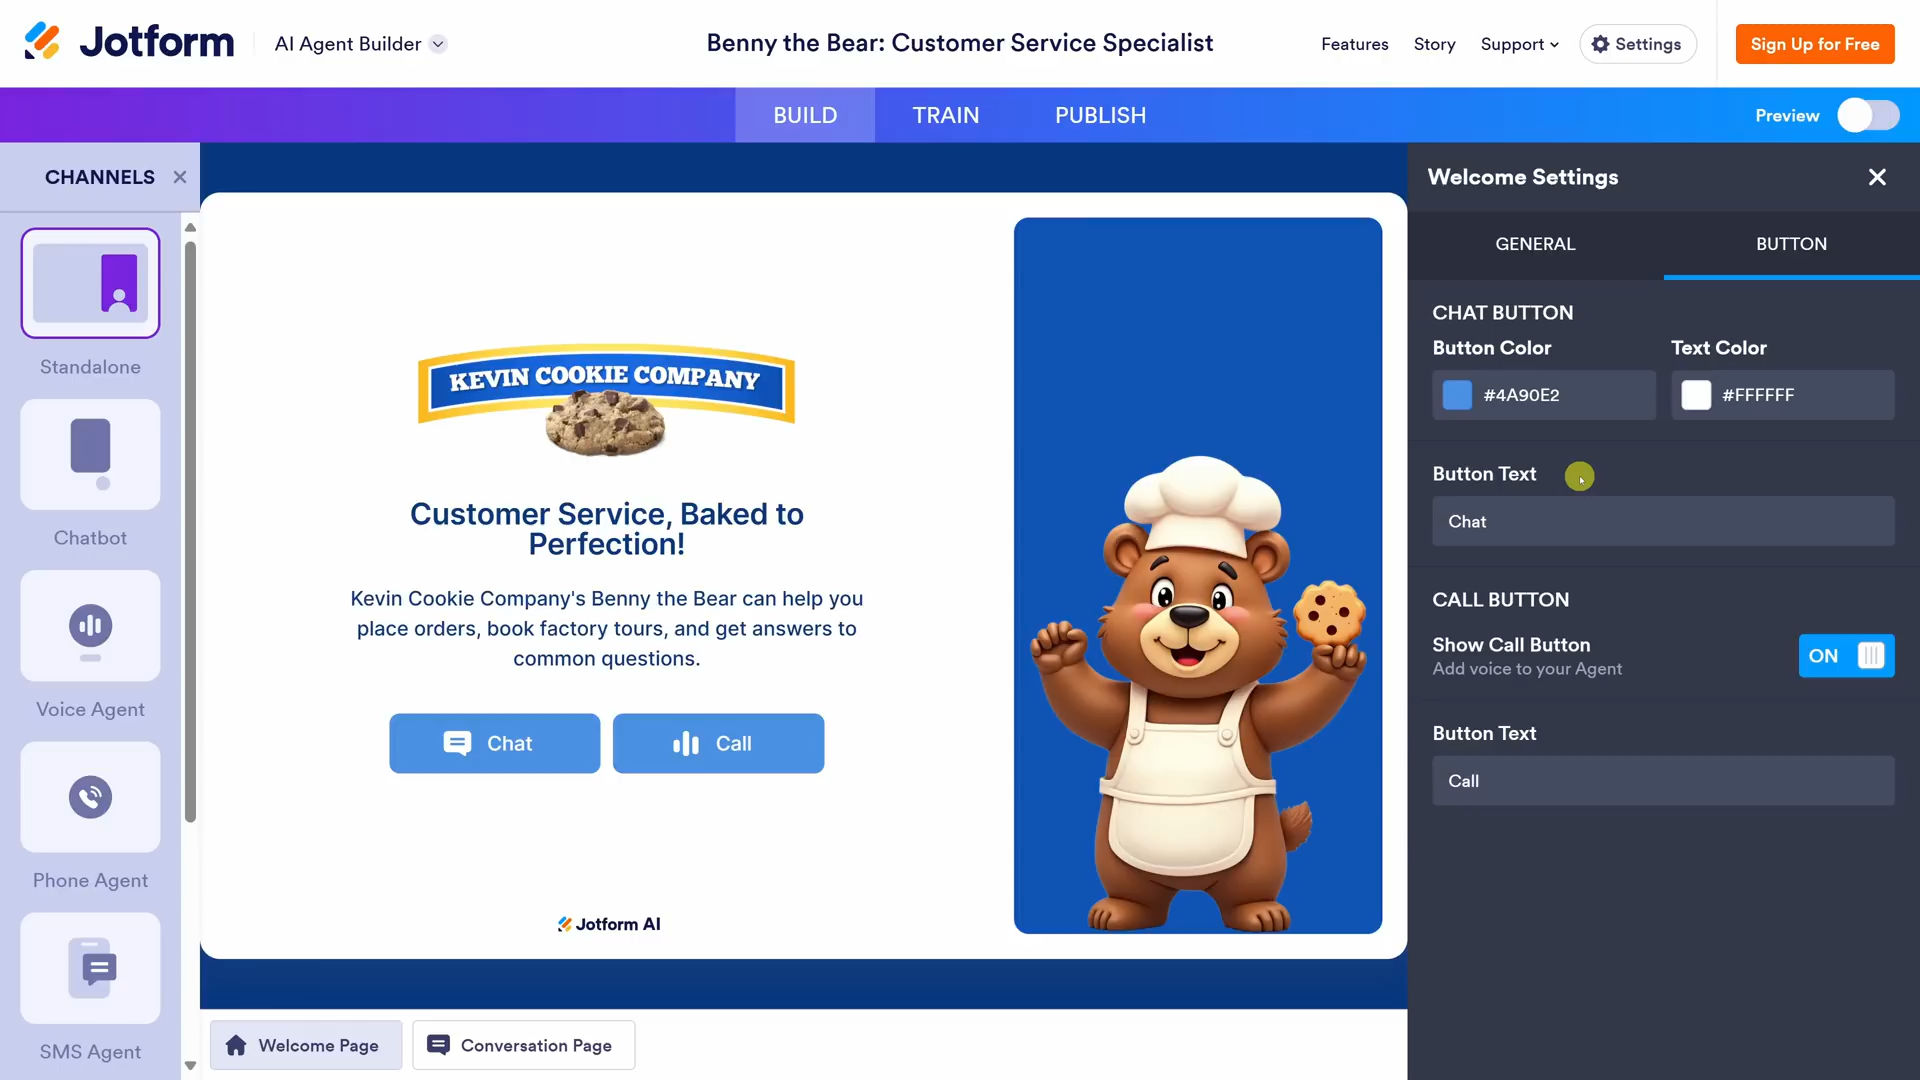 Jotform
AI Agent Builder
Benny the Bear: Customer Service Specialist
Features
Story
Support
Settings
Sign Up for Free
BUILD
TRAIN
PUBLISH
Preview
CHANNELS
Standalone
Chatbot
Voice Agent
Phone Agent
SMS Agent
KEVIN COOKIE COMPANY
Customer Service, Baked to
Perfection!
Kevin Cookie Company's Benny the Bear can help you
place orders, book factory tours, and get answers to
common questions.
Chat
Call
Jotform AI
Welcome Page
Conversation Page
Welcome Settings
GENERAL
BUTTON
CHAT BUTTON
Button Color
Text Color
#4A90E2
#FFFFFF
Button Text
Chat
CALL BUTTON
Show Call Button
Add voice to your Agent
ON
Button Text
Call